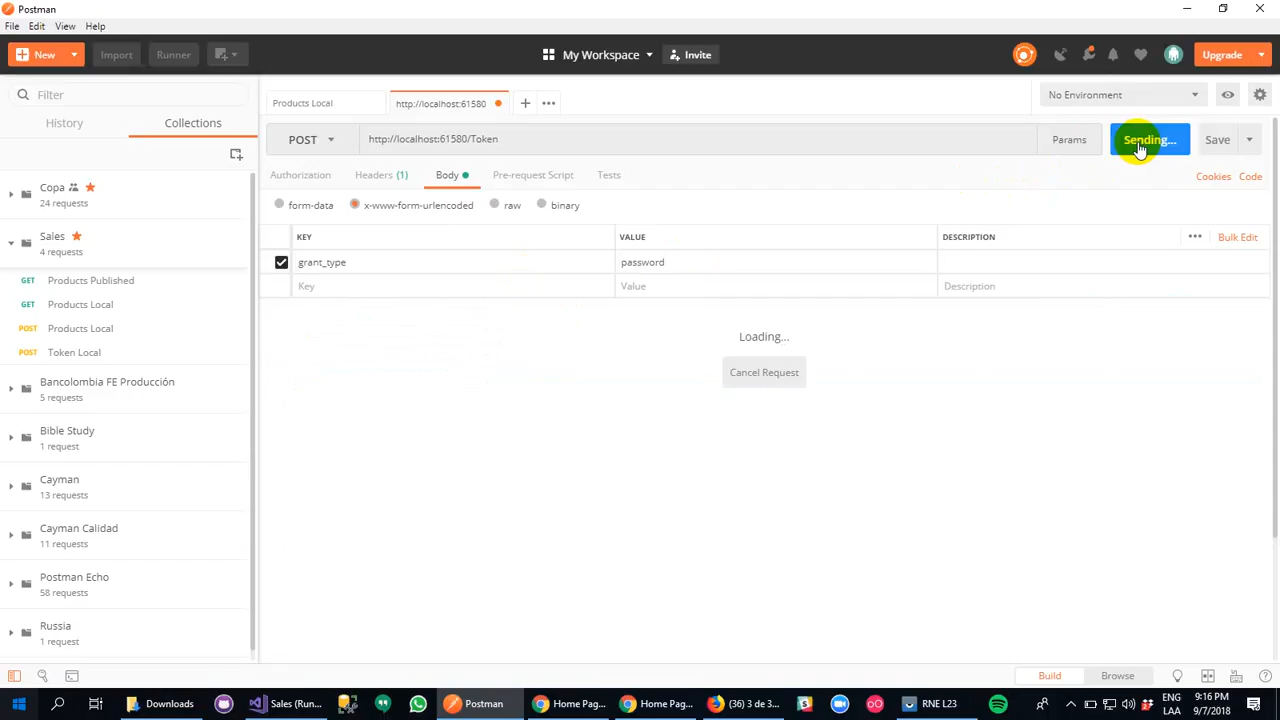 Postman
File Edit View Help
New Import Runner My Workspace Invite Upgrade
Filter
History Collections
Copa
24 requests
Sales
4 requests
GET Products Published
GET Products Local
POST Products Local
POST Token Local
Bancolombia FE Producción
5 requests
Bible Study
1 request
Cayman
13 requests
Cayman Calidad
11 requests
Postman Echo
58 requests
Russia
1 request
Products Local http://localhost:61580 No Environment
POST http://localhost:61580/Token Params Sending... Save
Authorization Headers (1) Body Pre-request Script Tests Cookies Code
form-data x-www-form-urlencoded raw binary
KEY VALUE DESCRIPTION Bulk Edit
grant_type password
Key Value Description
Loading...
Cancel Request
Build Browse
Downloads Sales (Run... Postman Home Pag... Home Pag... (36) 3 de 3... RNE L23 ENG 9:16 PM
LAA 9/7/2018